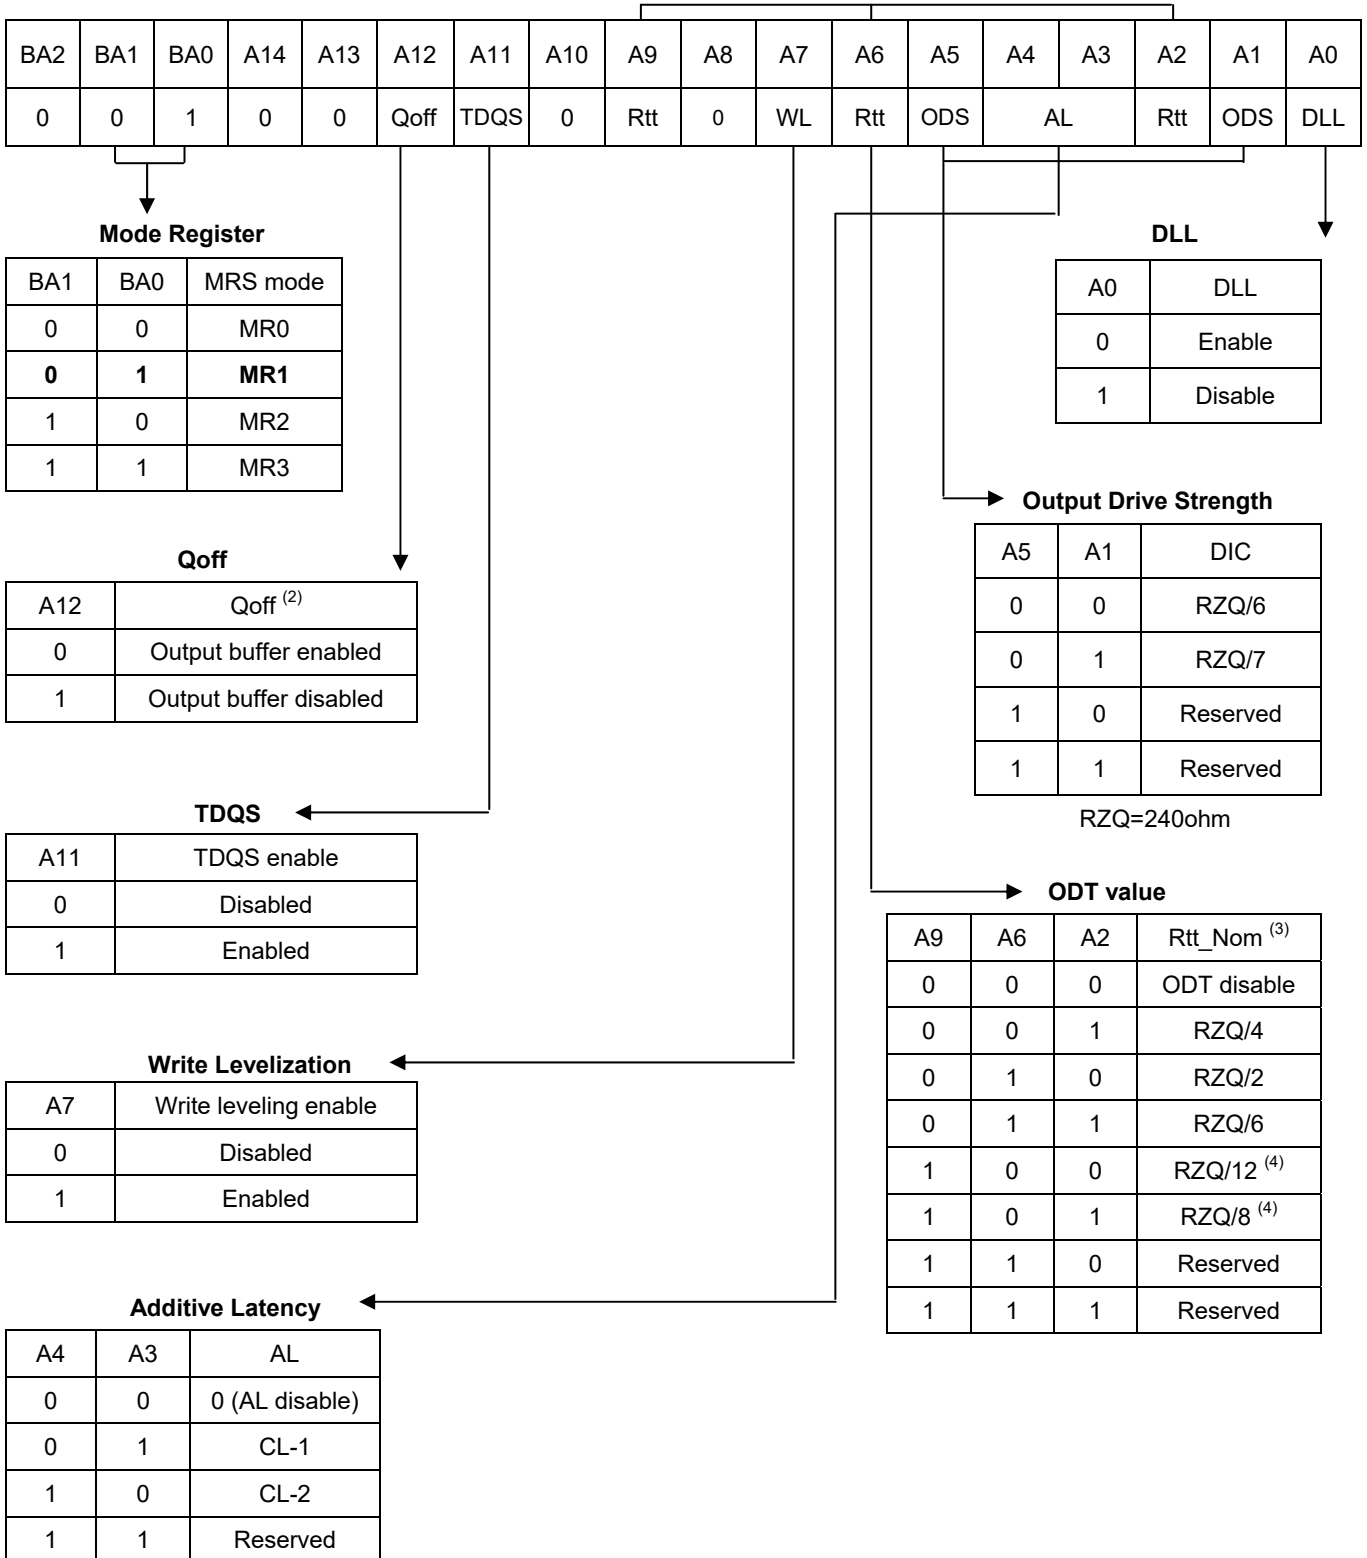 BA2 BA1 BA0 A14 A13 A12 A11 A10 A9 A8 A7 A6 A5 A4 A3 A2 A1 A0
0 0 1 0 0 Qoff TDQS 0 Rtt 0 WL Rtt ODS AL Rtt ODS DLL
Mode Register
BA1 BA0 MRS mode
0 0 MR0
0 1 MR1
1 0 MR2
1 1 MR3
DLL
A0 DLL
0 Enable
1 Disable
Output Drive Strength
A5 A1 DIC
0 0 RZQ/6
0 1 RZQ/7
1 0 Reserved
1 1 Reserved
RZQ=240ohm
Qoff
A12 Qoff (2)
0 Output buffer enabled
1 Output buffer disabled
TDQS
A11 TDQS enable
0 Disabled
1 Enabled
ODT value
A9 A6 A2 Rtt_Nom (3)
0 0 0 ODT disable
0 0 1 RZQ/4
0 1 0 RZQ/2
0 1 1 RZQ/6
1 0 0 RZQ/12 (4)
1 0 1 RZQ/8 (4)
1 1 0 Reserved
1 1 1 Reserved
Write Levelization
A7 Write leveling enable
0 Disabled
1 Enabled
Additive Latency
A4 A3 AL
0 0 0 (AL disable)
0 1 CL-1
1 0 CL-2
1 1 Reserved